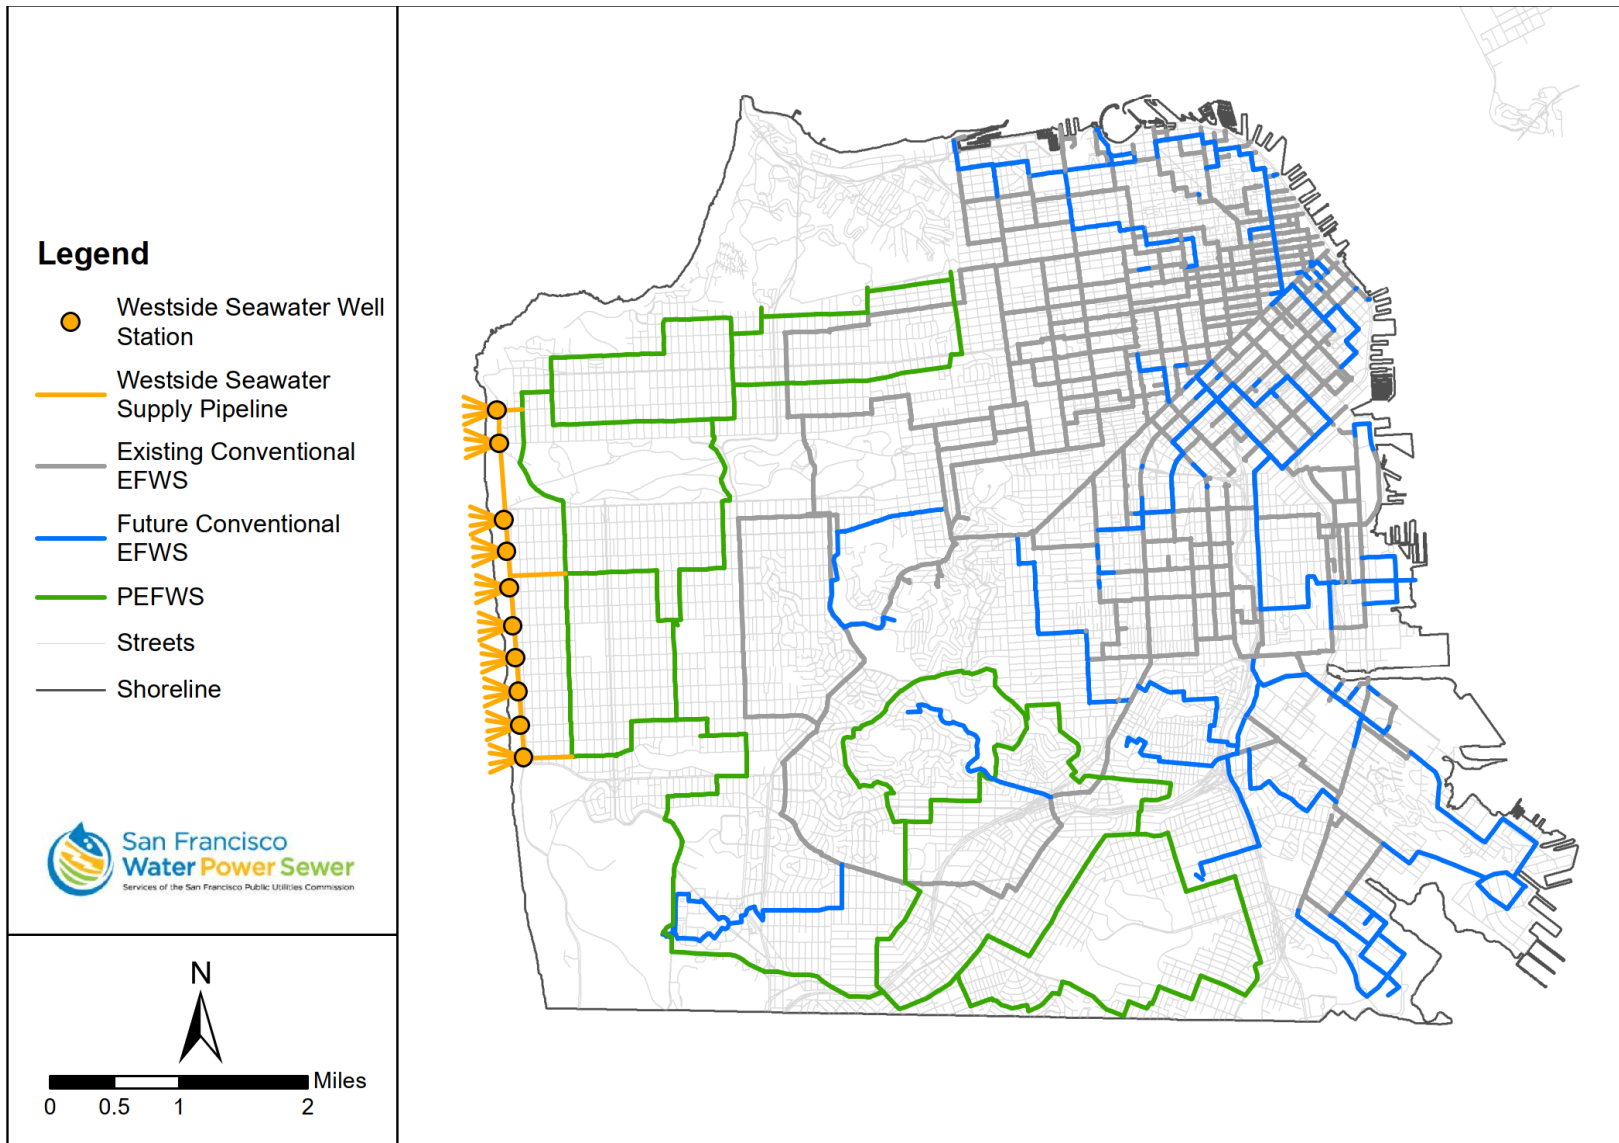 Legend
Westside Seawater Well
Station
Westside Seawater
Supply Pipeline
Existing Conventional
EFWS
Future Conventional
EFWS
PEFWS
Streets
Shoreline
San Francisco
Water Power Sewer
Services of the San Francisco Public Utilities Commission
N
Miles
0 0.5 1 2